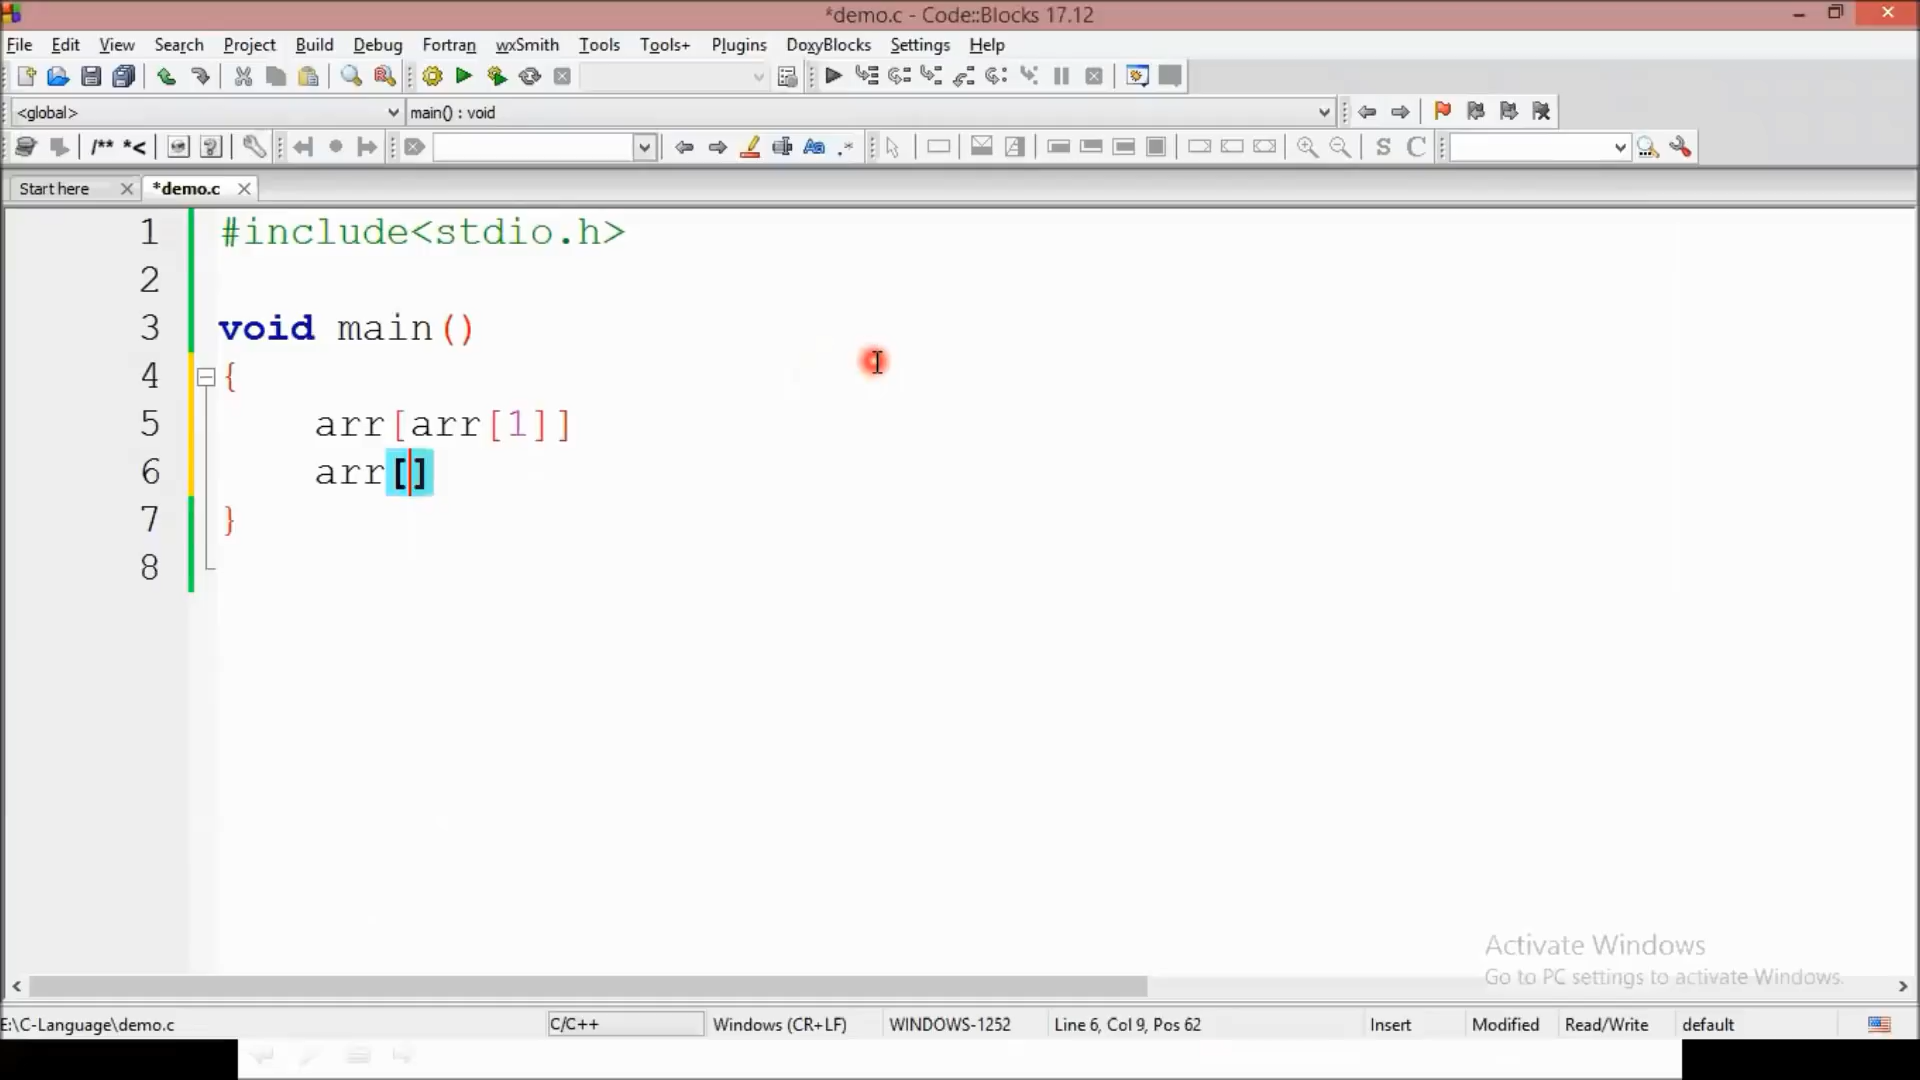 *demo.c - Code::Blocks 17.12
File Edit View Search Project Build Debug Fortran wxSmith Tools Tools+ Plugins DoxyBlocks Settings Help
<global> main() : void
/** *< Aa .* S C
Start here *demo.c
1 #include<stdio.h>
2
3 void main()
4 {
5 arr[arr[1]]
6 arr[]
7 }
8
Activate Windows
Go to PC settings to activate Windows.
E:\C-Language\demo.c C/C++ Windows (CR+LF) WINDOWS-1252 Line 6, Col 9, Pos 62 Insert Modified Read/Write default